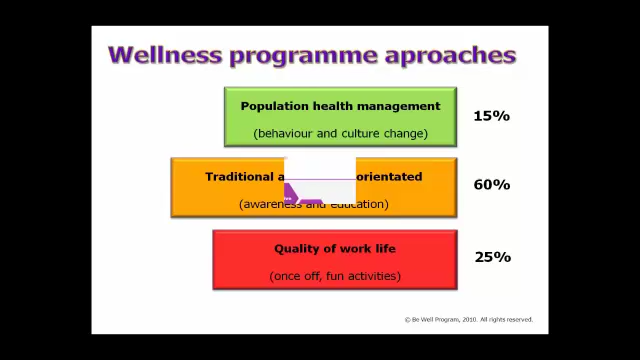 Wellness programme aproaches
Population health management
(behaviour and culture change)
15%
Traditional orientated
(awareness and education)
60%
Quality of work life
(once off, fun activities)
25%
© Be Well Programs, 2010. All rights reserved.